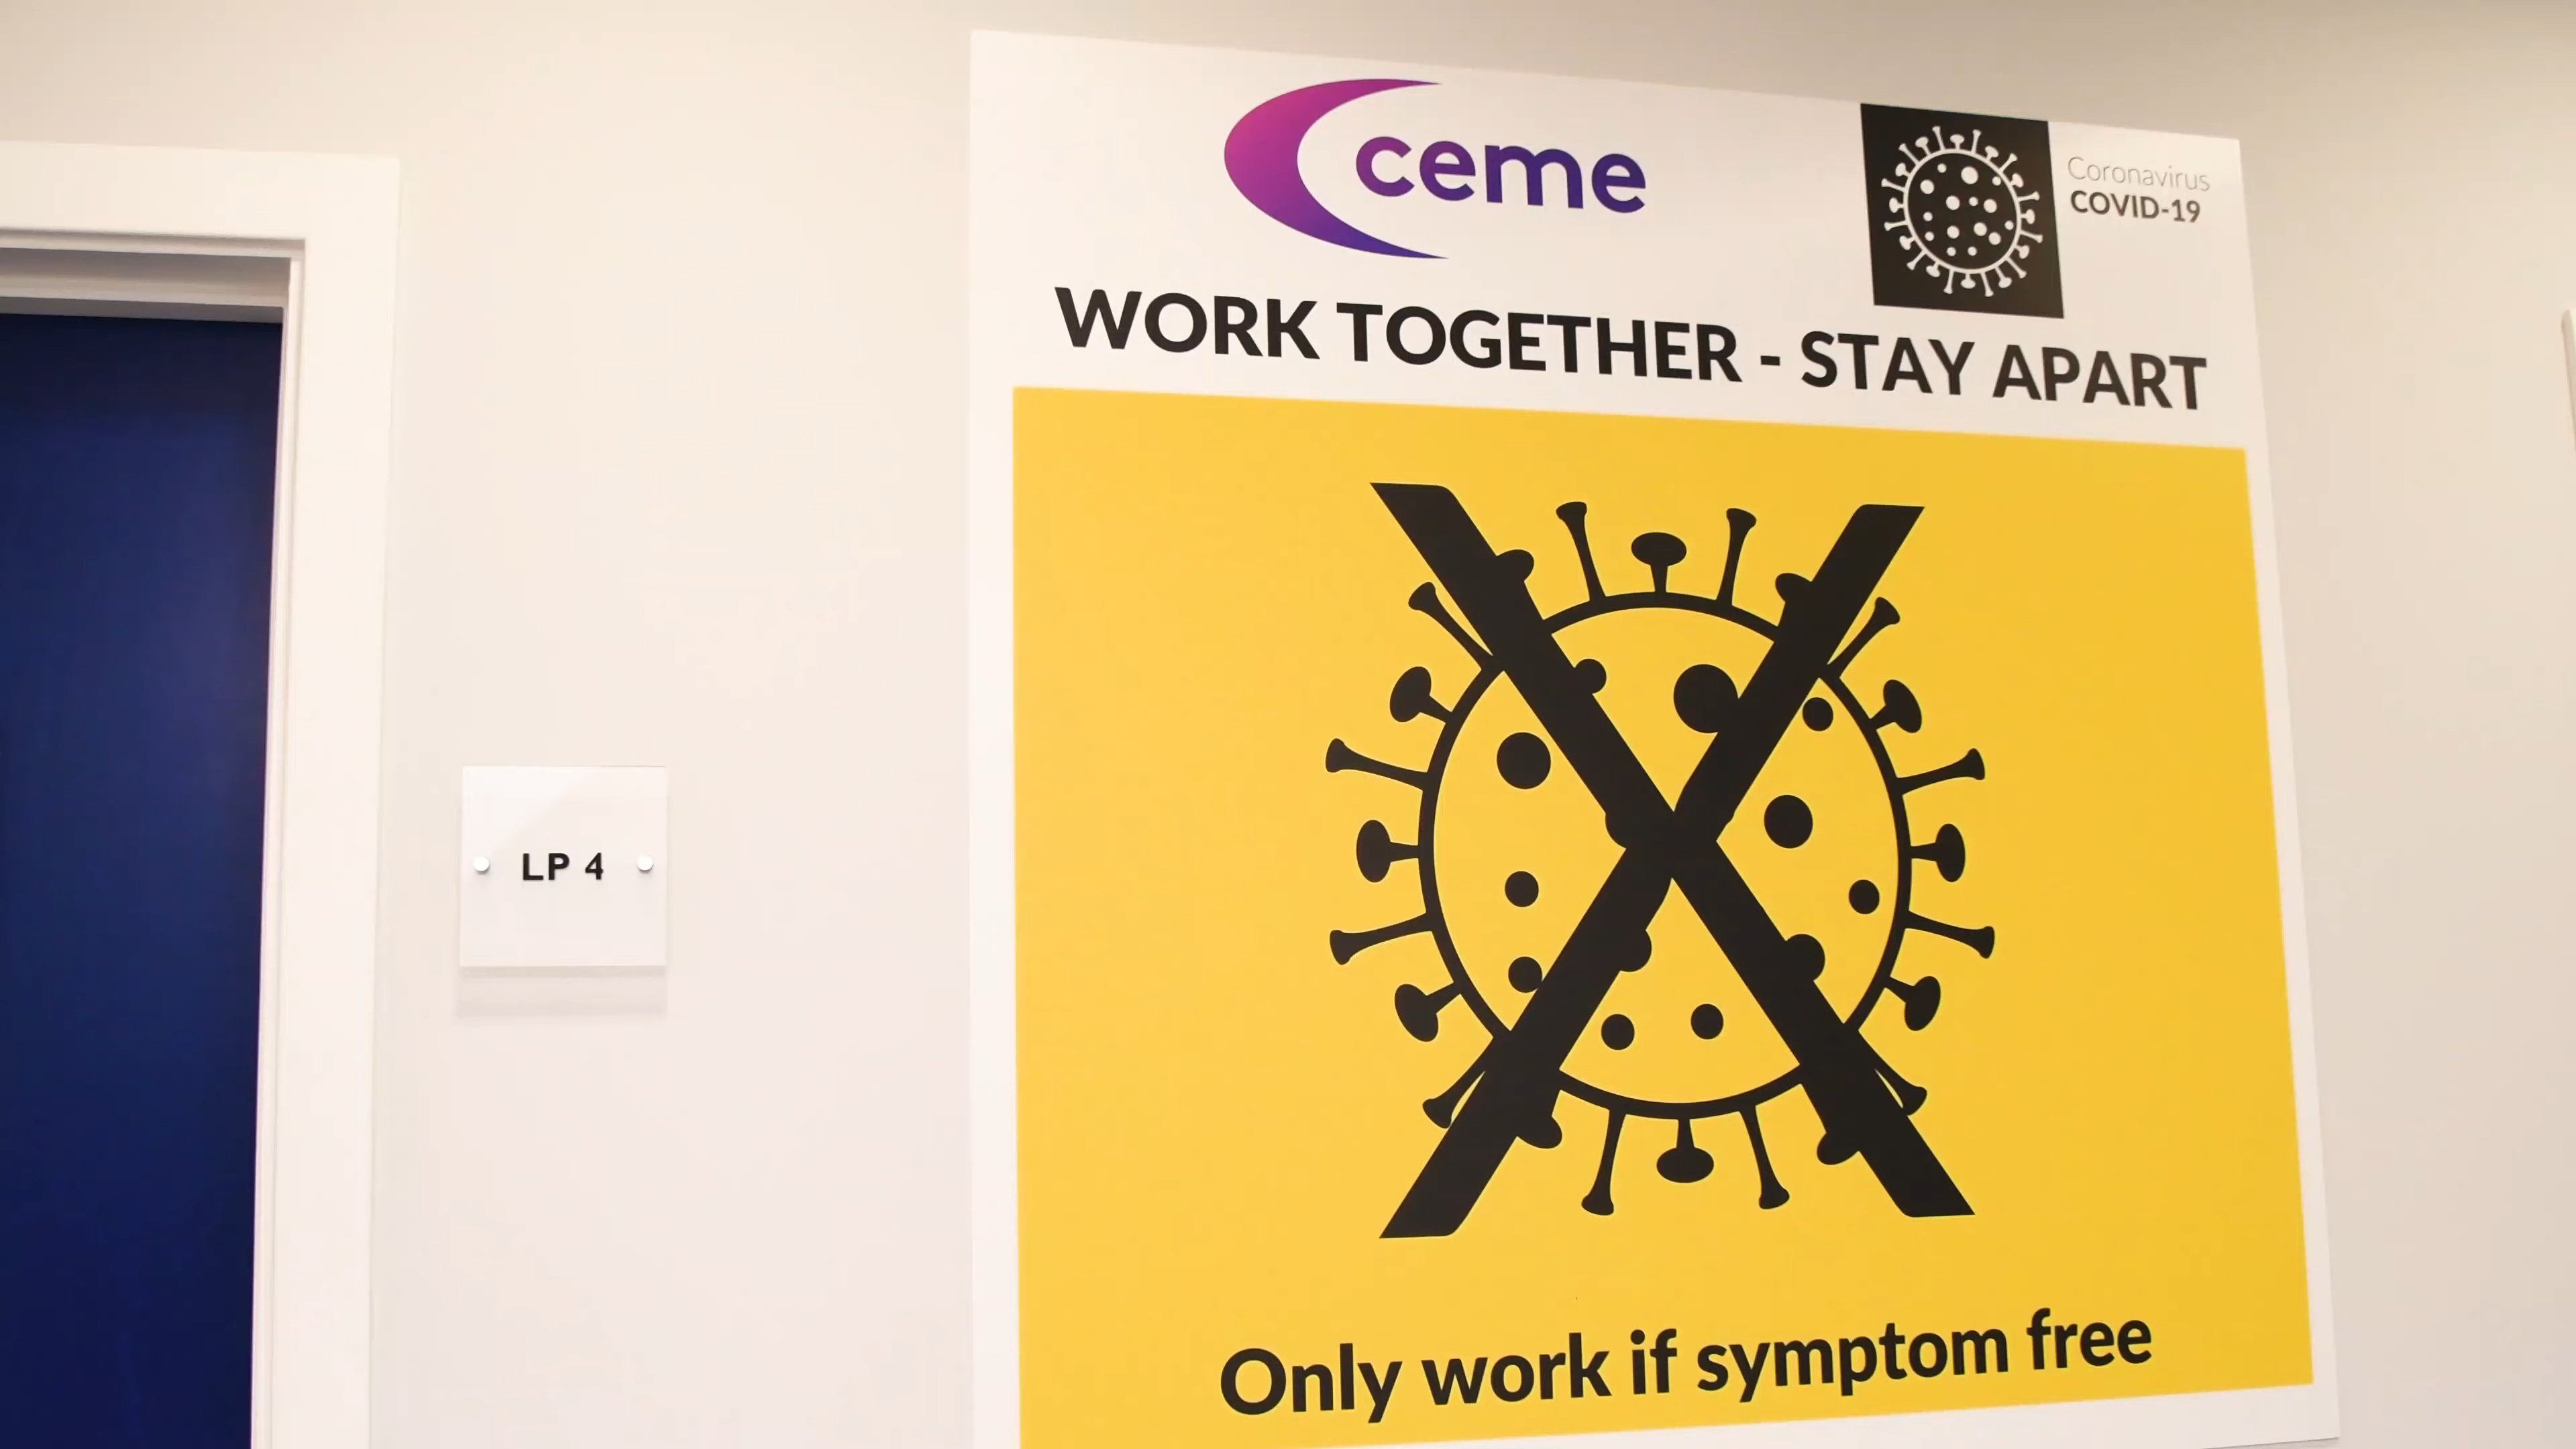 ceme
Coronavirus
COVID-19
WORK TOGETHER - STAY APART
LP 4
Only work if symptom free